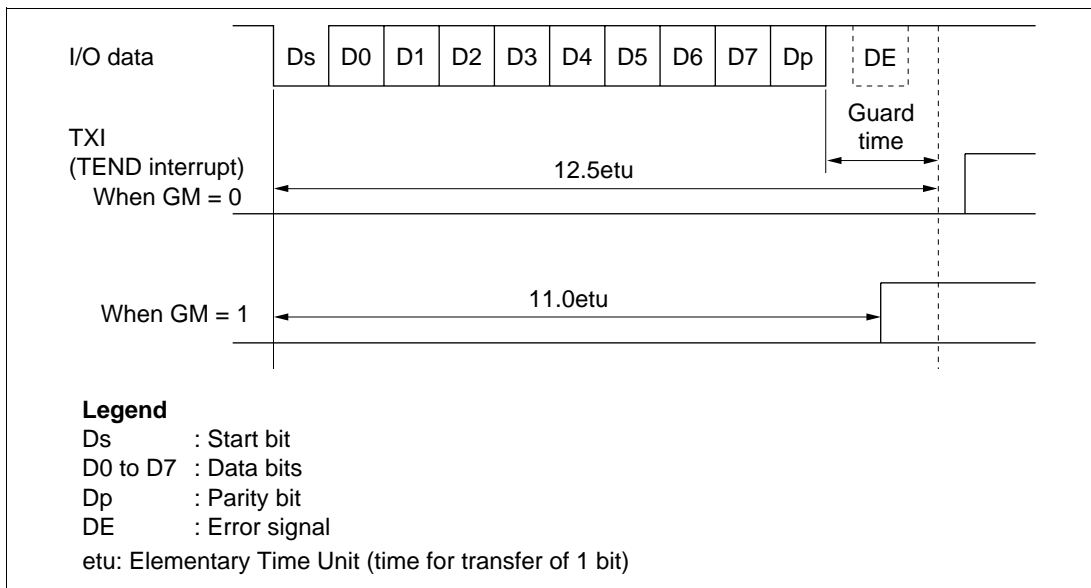 I/O data
Ds D0 D1 D2 D3 D4 D5 D6 D7 Dp DE
Guard
time
TXI
(TEND interrupt)
When GM = 0
12.5etu
When GM = 1
11.0etu
Legend
Ds : Start bit
D0 to D7 : Data bits
Dp : Parity bit
DE : Error signal
etu: Elementary Time Unit (time for transfer of 1 bit)